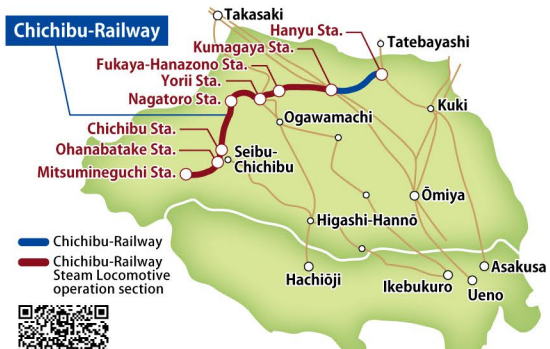 Takasaki
Chichibu-Railway
Hanyu Sta.
Tatebayashi
Kumagaya Sta.
Fukaya-Hanazono Sta.
Yorii Sta.
Nagatoro Sta.
Kuki
Ogawamachi
Chichibu Sta.
Ohanabatake Sta.
Seibu-
Chichibu
Mitsumineguchi Sta.
Ōmiya
Higashi-Hannō
Chichibu-Railway
Chichibu-Railway
Steam Locomotive
operation section
Hachiōji
Ikebukuro
Asakusa
Ueno